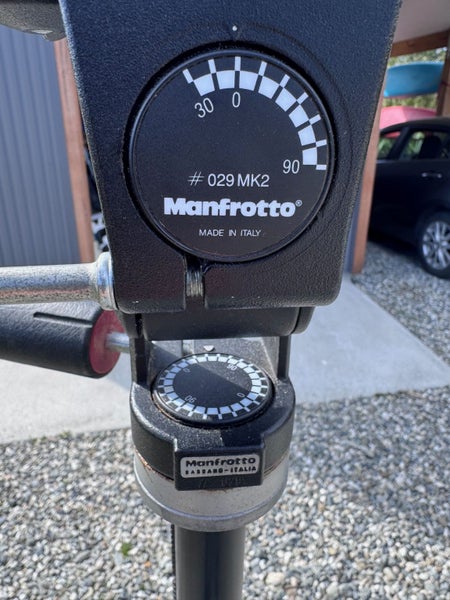 30 0
90
# 029 MK2
Manfrotto®
MADE IN ITALY
Manfrotto
BASSANO-ITALIA